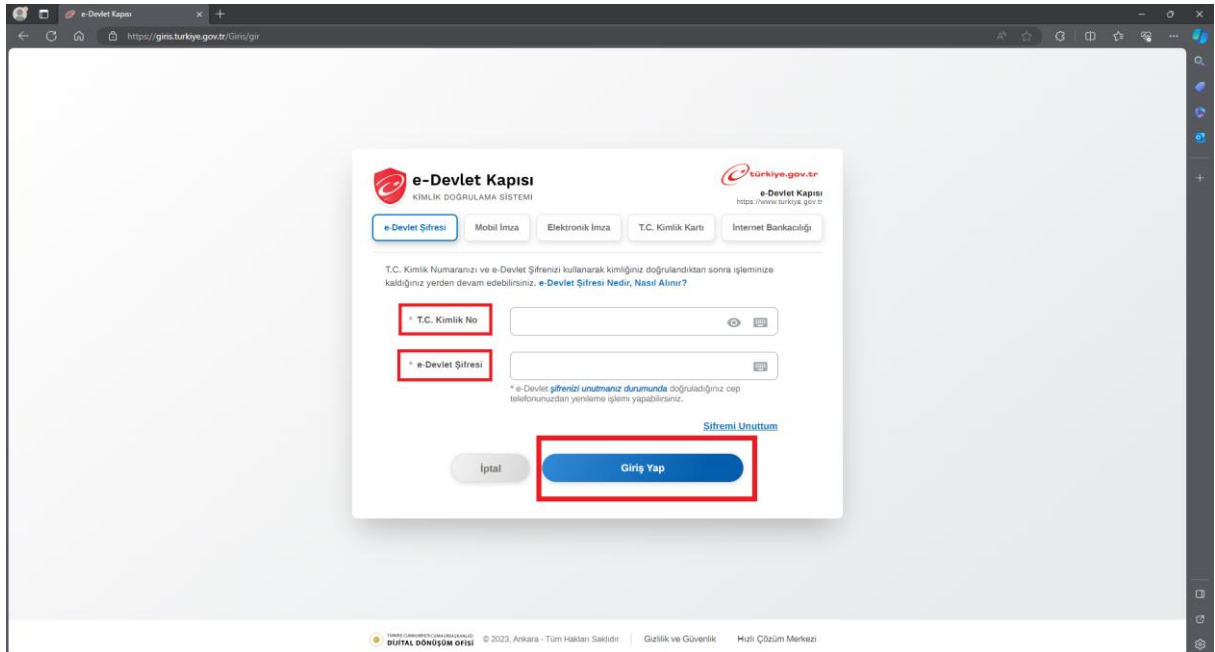 e-Devlet Kapısı
https://giris.turkiye.gov.tr/Giris/gir
e-Devlet Kapısı
KİMLİK DOĞRULAMA SİSTEMİ
türkiye.gov.tr
e-Devlet Kapısı
https://www.turkiye.gov.tr
e-Devlet Şifresi
Mobil İmza
Elektronik İmza
T.C. Kimlik Kartı
İnternet Bankacılığı
T.C. Kimlik Numaranızı ve e-Devlet Şifrenizi kullanarak kimliğiniz doğrulandıktan sonra işleminize
kaldığınız yerden devam edebilirsiniz. e-Devlet Şifresi Nedir, Nasıl Alınır?
* T.C. Kimlik No
* e-Devlet Şifresi
* e-Devlet şifrenizi unutmanız durumunda doğruladığınız cep
telefonunuzdan yenileme işlemi yapabilirsiniz.
Şifremi Unuttum
İptal
Giriş Yap
DİJİTAL DÖNÜŞÜM OFİSİ
© 2023, Ankara - Tüm Hakları Saklıdır
Gizlilik ve Güvenlik
Hızlı Çözüm Merkezi